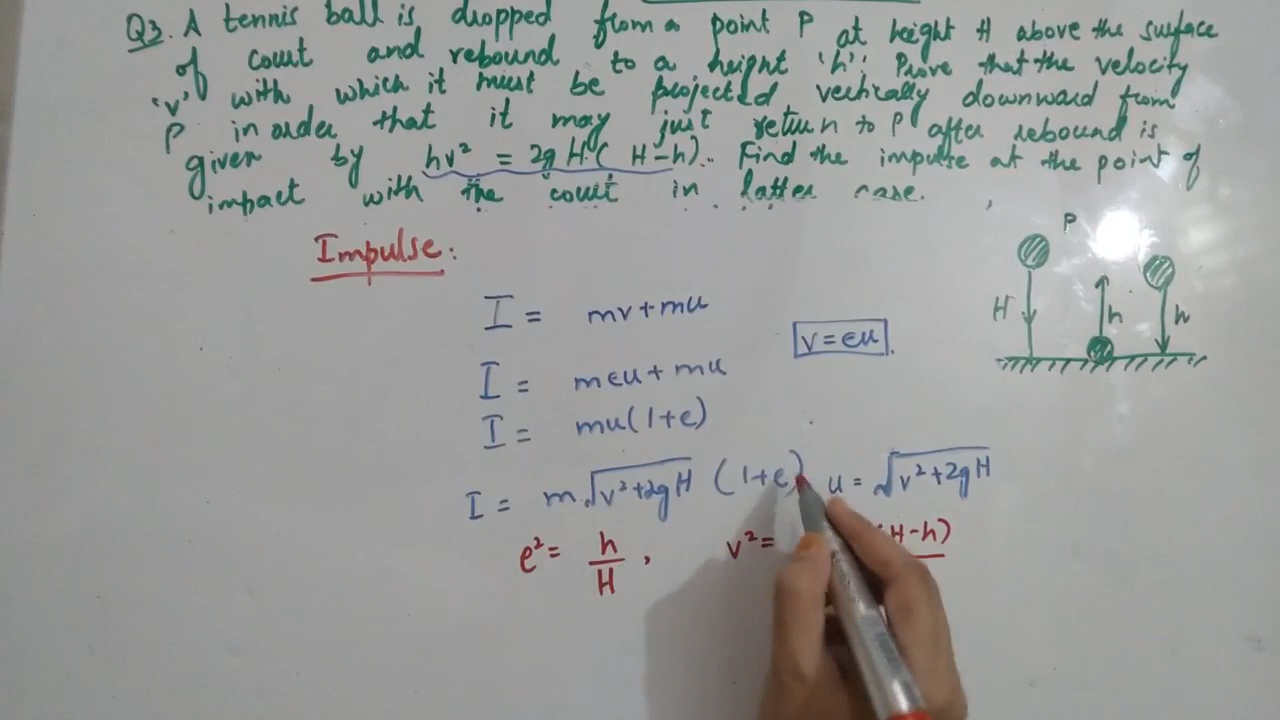 Q3. A tennis ball is dropped from a point P at height H above the surface
of court and rebound to a height 'h'. Prove that the velocity
'v' with which it must be projected vertically downward from
P in order that it may just return to P after rebound is
given by hv² = 2gH(H-h). Find the impulse at the point of
impact with the court in latter case.
Impulse:
P
H
h
h
I = mv+mu
v = eu
I = meu + mu
I = mu(1+e)
I = m.√v²+2gH (1+e) u = √v²+2gH
e² = h/H , v² = H-h)